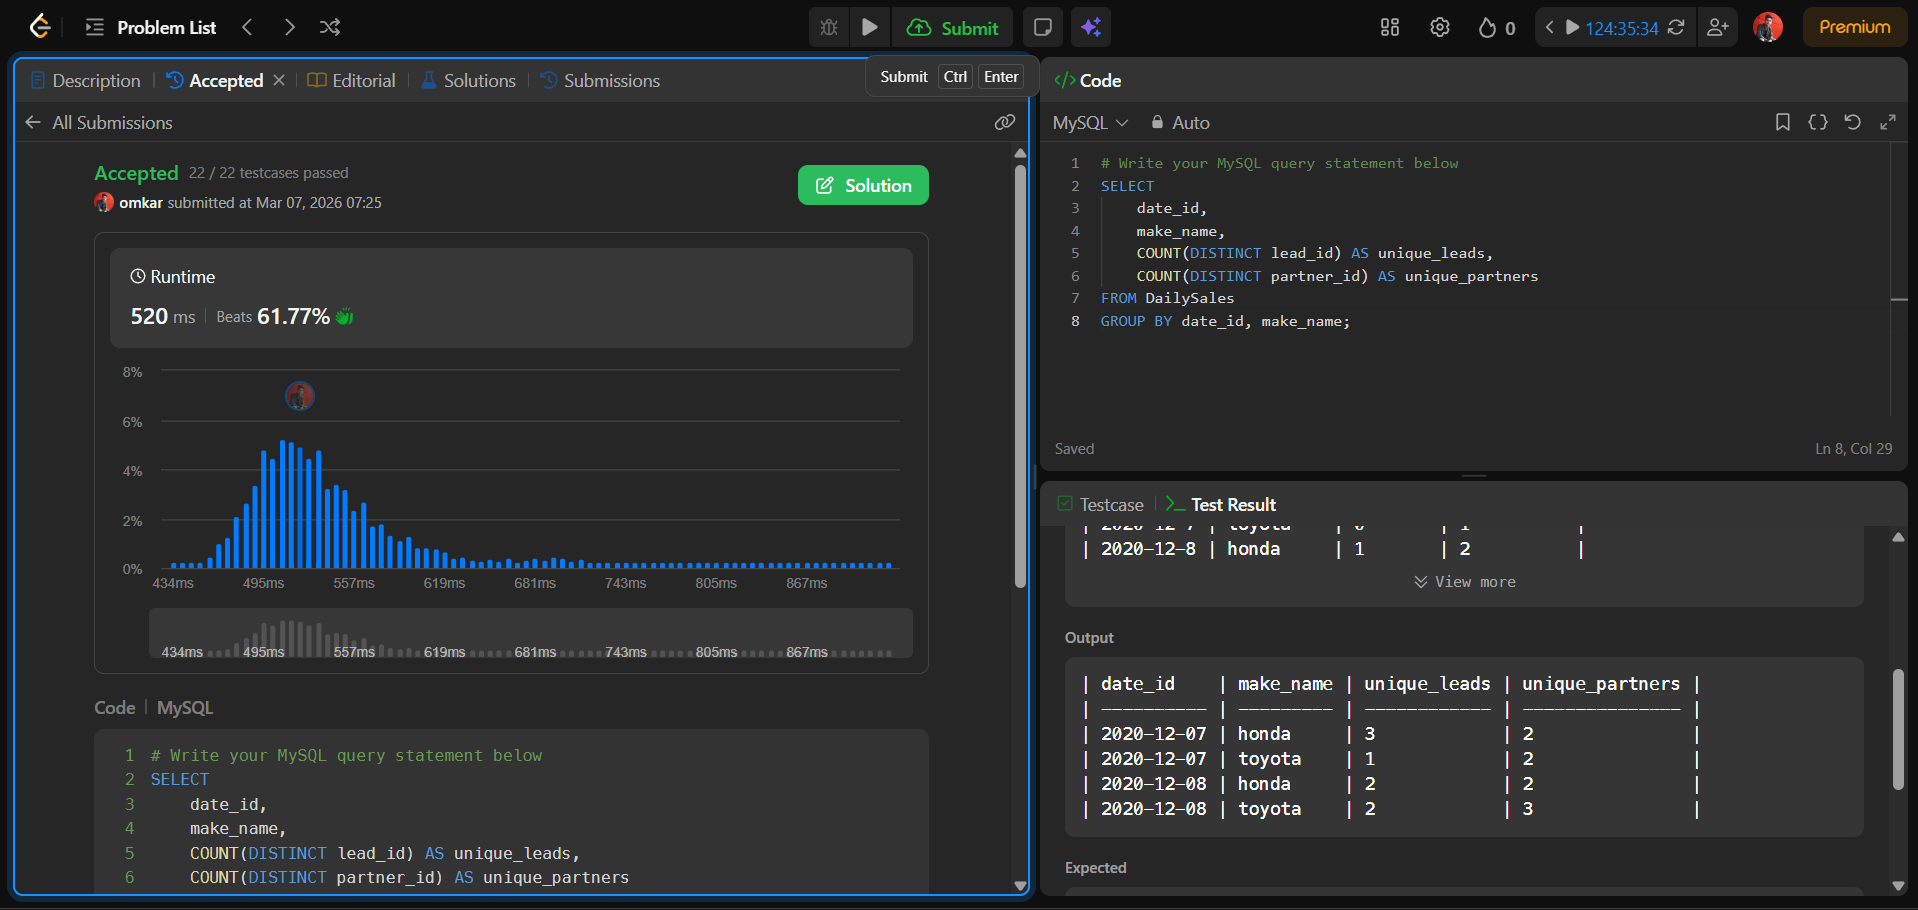 Problem List
Submit
0
124:35:34
Premium
Description
Accepted
Editorial
Solutions
Submissions
Submit Ctrl Enter
All Submissions
Accepted 22 / 22 testcases passed
omkar submitted at Mar 07, 2026 07:25
Solution
Runtime
520 ms Beats 61.77%
8%
6%
4%
2%
0%
434ms 495ms 557ms 619ms 681ms 743ms 805ms 867ms
434ms 495ms 557ms 619ms 681ms 743ms 805ms 867ms
Code | MySQL
1 # Write your MySQL query statement below
2 SELECT
3 date_id,
4 make_name,
5 COUNT(DISTINCT lead_id) AS unique_leads,
6 COUNT(DISTINCT partner_id) AS unique_partners
</> Code
MySQL Auto
1 # Write your MySQL query statement below
2 SELECT
3 date_id,
4 make_name,
5 COUNT(DISTINCT lead_id) AS unique_leads,
6 COUNT(DISTINCT partner_id) AS unique_partners
7 FROM DailySales
8 GROUP BY date_id, make_name;
Saved
Ln 8, Col 29
Testcase
Test Result
| 2020-12-7 | toyota | 0 | 1 |
| 2020-12-8 | honda | 1 | 2 |
View more
Output
| date_id | make_name | unique_leads | unique_partners |
| ---------- | --------- | ------------ | --------------- |
| 2020-12-07 | honda | 3 | 2 |
| 2020-12-07 | toyota | 1 | 2 |
| 2020-12-08 | honda | 2 | 2 |
| 2020-12-08 | toyota | 2 | 3 |
Expected